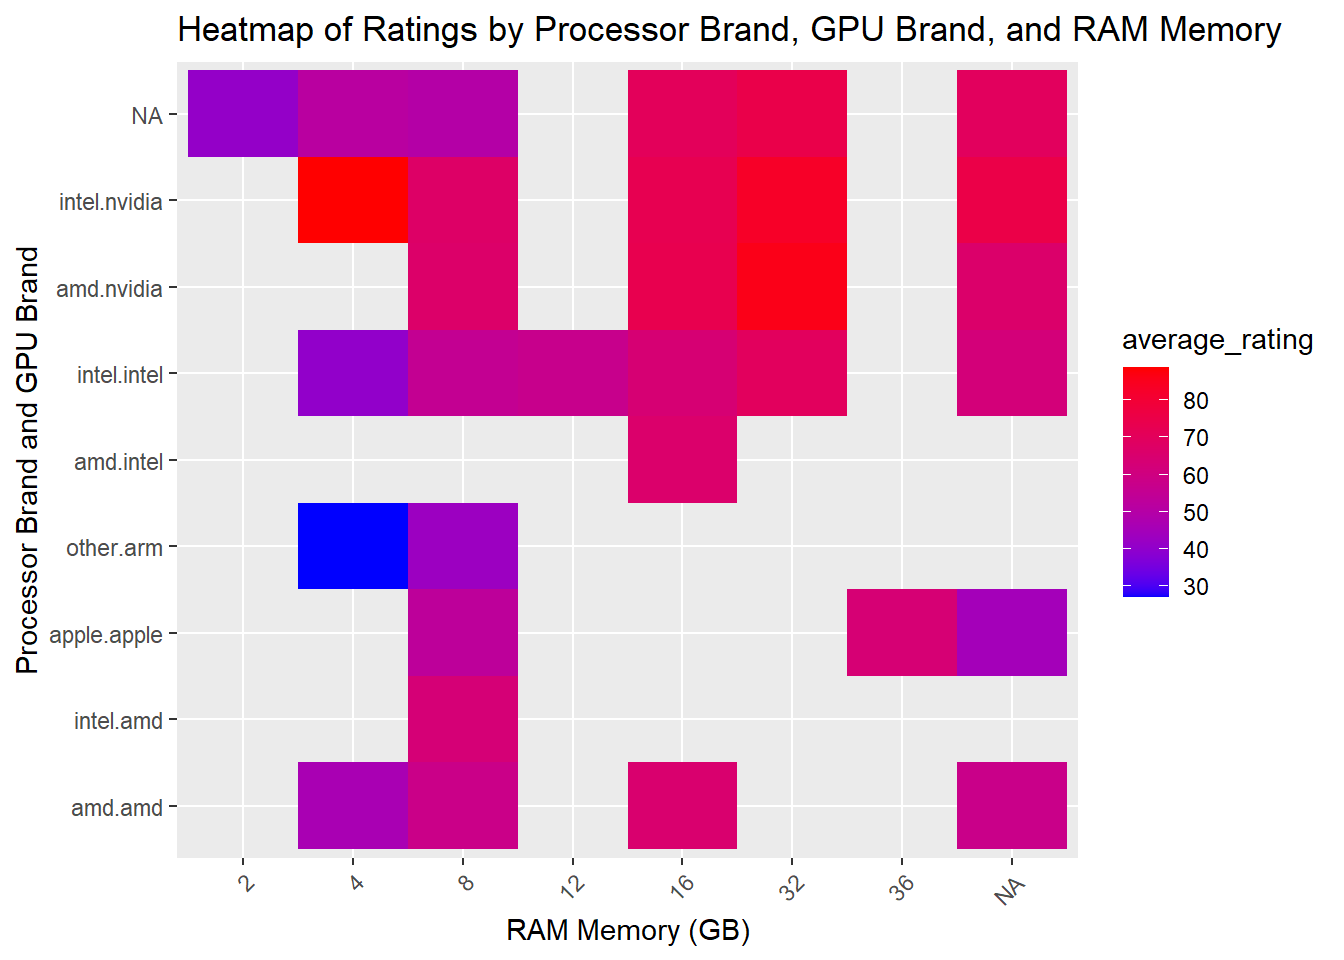 Heatmap of Ratings by Processor Brand, GPU Brand, and RAM Memory
Processor Brand and GPU Brand
NA
intel.nvidia
amd.nvidia
intel.intel
amd.intel
other.arm
apple.apple
intel.amd
amd.amd
2
4
8
12
16
32
36
NA
RAM Memory (GB)
average_rating
80
70
60
50
40
30